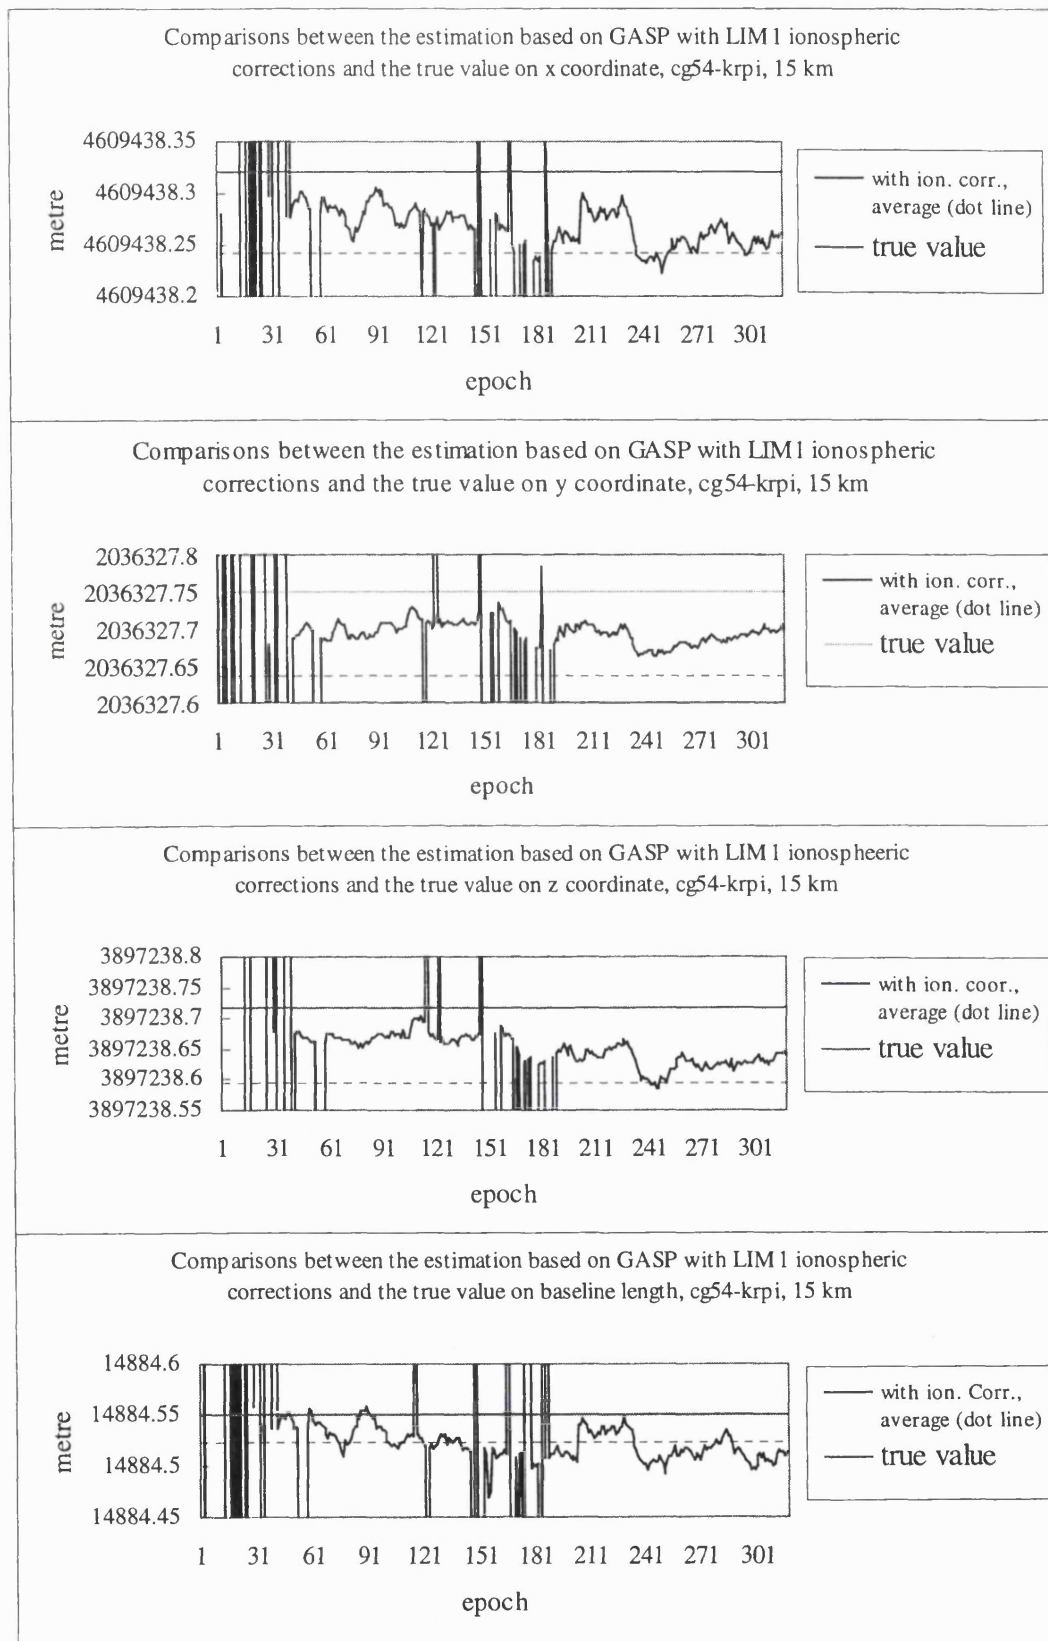 Comparisons between the estimation based on GASP with LIM 1 ionospheric
corrections and the true value on x coordinate, cg54-krpi, 15 km
4609438.35
4609438.3
4609438.25
4609438.2
metre
1 31 61 91 121 151 181 211 241 271 301
epoch
with ion. corr.,
average (dot line)
true value
Comparisons between the estimation based on GASP with LIM 1 ionospheric
corrections and the true value on y coordinate, cg54-krpi, 15 km
2036327.8
2036327.75
2036327.7
2036327.65
2036327.6
metre
1 31 61 91 121 151 181 211 241 271 301
epoch
with ion. corr.,
average (dot line)
true value
Comparisons between the estimation based on GASP with LIM 1 ionospheeric
corrections and the true value on z coordinate, cg54-krpi, 15 km
3897238.8
3897238.75
3897238.7
3897238.65
3897238.6
3897238.55
metre
1 31 61 91 121 151 181 211 241 271 301
epoch
with ion. coor.,
average (dot line)
true value
Comparisons between the estimation based on GASP with LIM 1 ionospheric
corrections and the true value on baseline length, cg54-krpi, 15 km
14884.6
14884.55
14884.5
14884.45
metre
1 31 61 91 121 151 181 211 241 271 301
epoch
with ion. Corr.,
average (dot line)
true value